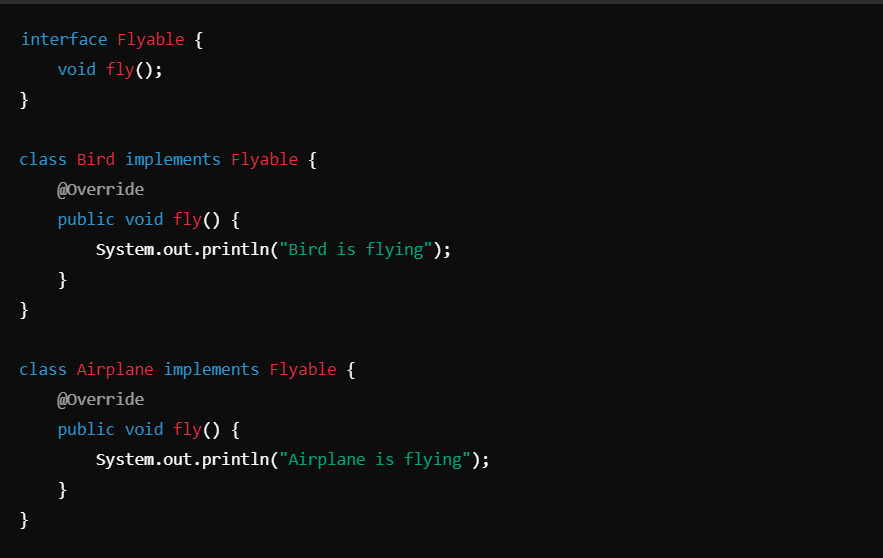 interface Flyable {
    void fly();
}

class Bird implements Flyable {
    @Override
    public void fly() {
        System.out.println("Bird is flying");
    }
}

class Airplane implements Flyable {
    @Override
    public void fly() {
        System.out.println("Airplane is flying");
    }
}